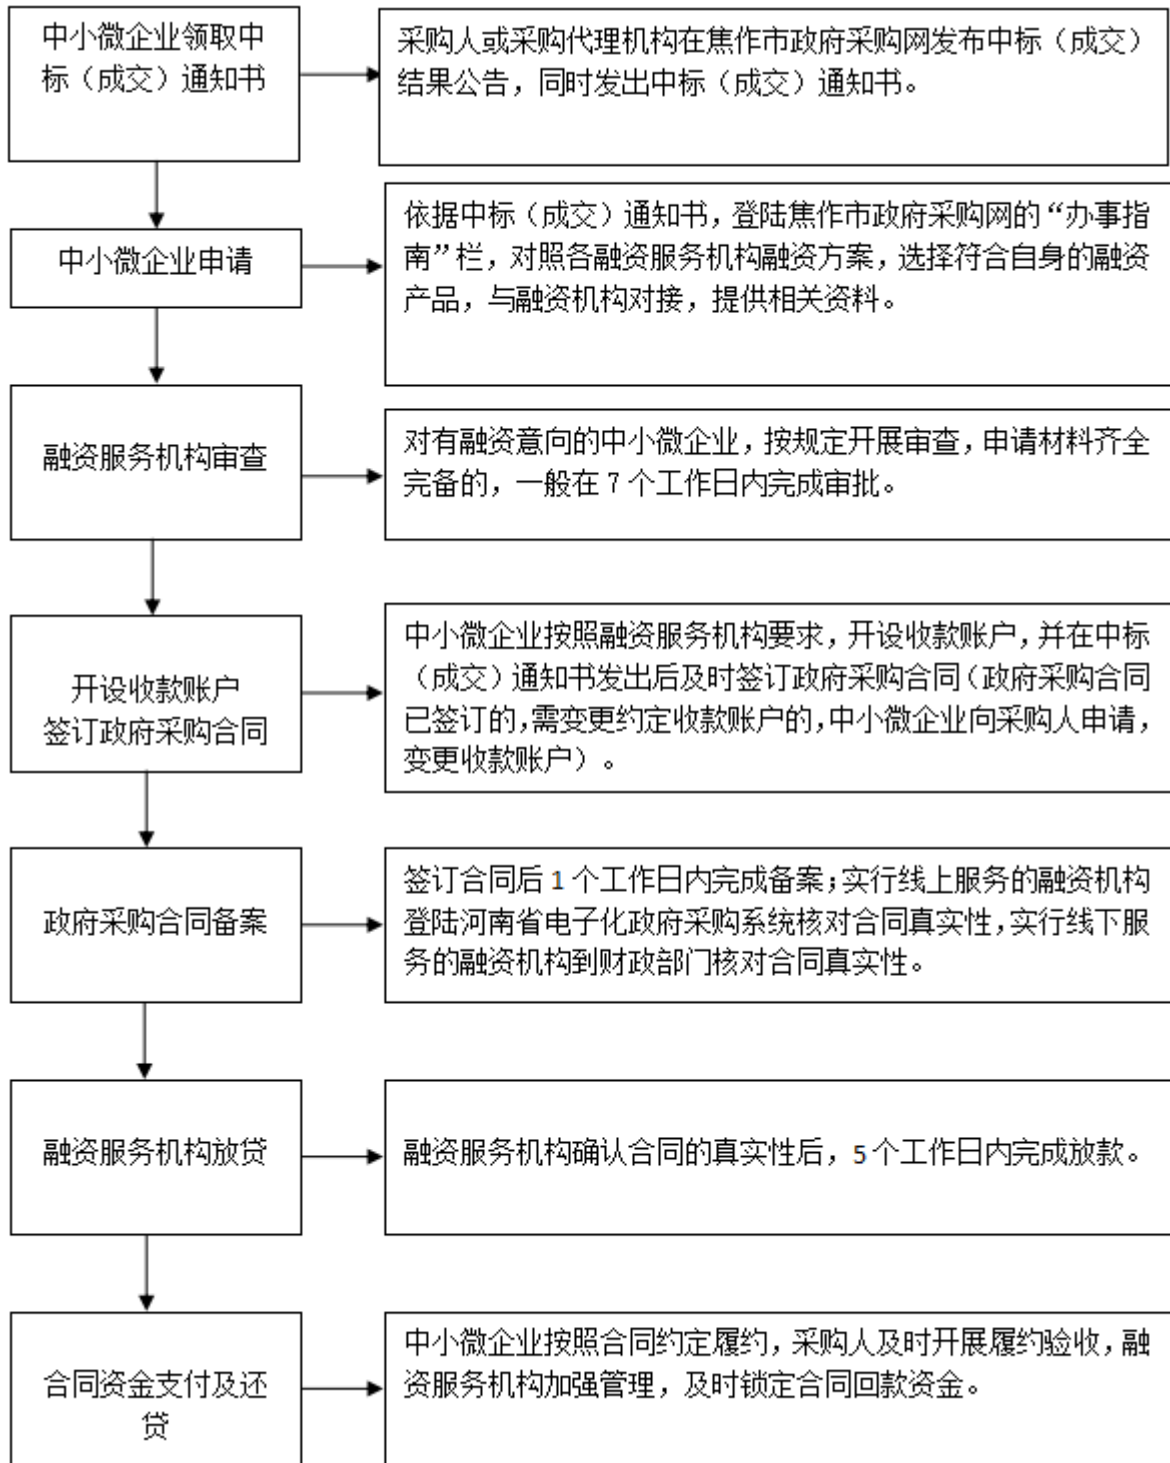 中小微企业领取中
标（成交）通知书
采购人或采购代理机构在焦作市政府采购网发布中标（成交）
结果公告，同时发出中标（成交）通知书。
中小微企业申请
依据中标（成交）通知书，登陆焦作市政府采购网的“办事指
南”栏，对照各融资服务机构融资方案，选择符合自身的融资
产品，与融资机构对接，提供相关资料。
融资服务机构审查
对有融资意向的中小微企业，按规定开展审查，申请材料齐全
完备的，一般在 7 个工作日内完成审批。
开设收款账户
签订政府采购合同
中小微企业按照融资服务机构要求，开设收款账户，并在中标
（成交）通知书发出后及时签订政府采购合同（政府采购合同
已签订的，需变更约定收款账户的，中小微企业向采购人申请，
变更收款账户）。
政府采购合同备案
签订合同后 1 个工作日内完成备案；实行线上服务的融资机构
登陆河南省电子化政府采购系统核对合同真实性，实行线下服
务的融资机构到财政部门核对合同真实性。
融资服务机构放贷
融资服务机构确认合同的真实性后，5 个工作日内完成放款。
合同资金支付及还
贷
中小微企业按照合同约定履约，采购人及时开展履约验收，融
资服务机构加强管理，及时锁定合同回款资金。